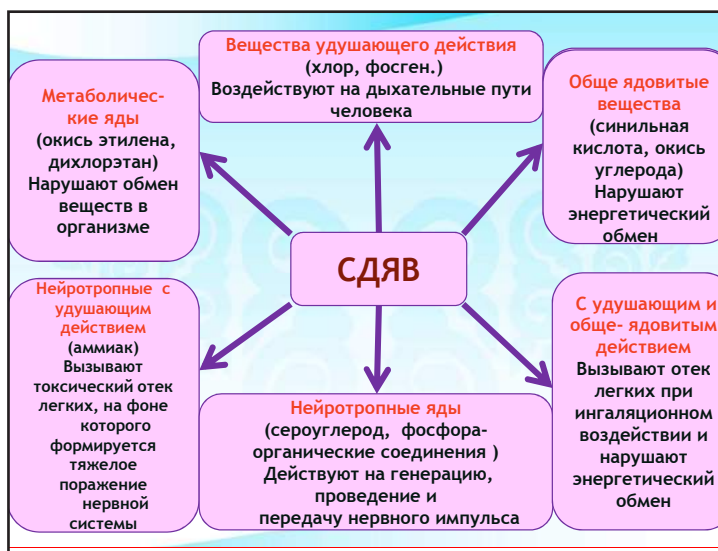 Вещества удушающего действия
(хлор, фосген.)
Воздействуют на дыхательные пути
человека
Метаболичес-
кие яды
(окись этилена,
дихлорэтан)
Нарушают обмен
веществ в
организме
Обще ядовитые
вещества
(синильная
кислота, окись
углерода)
Нарушают
энергетический
обмен
СДЯВ
Нейротропные с
удушающим
действием
(аммиак)
Вызывают
токсический отек
легких, на фоне
которого
формируется
тяжелое
поражение
нервной
системы
Нейротропные яды
(сероуглерод, фосфора-
органические соединения )
Действуют на генерацию,
проведение и
передачу нервного импульса
С удушающим и
обще- ядовитым
действием
Вызывают отек
легких при
ингаляционном
воздействии и
нарушают
энергетический
обмен